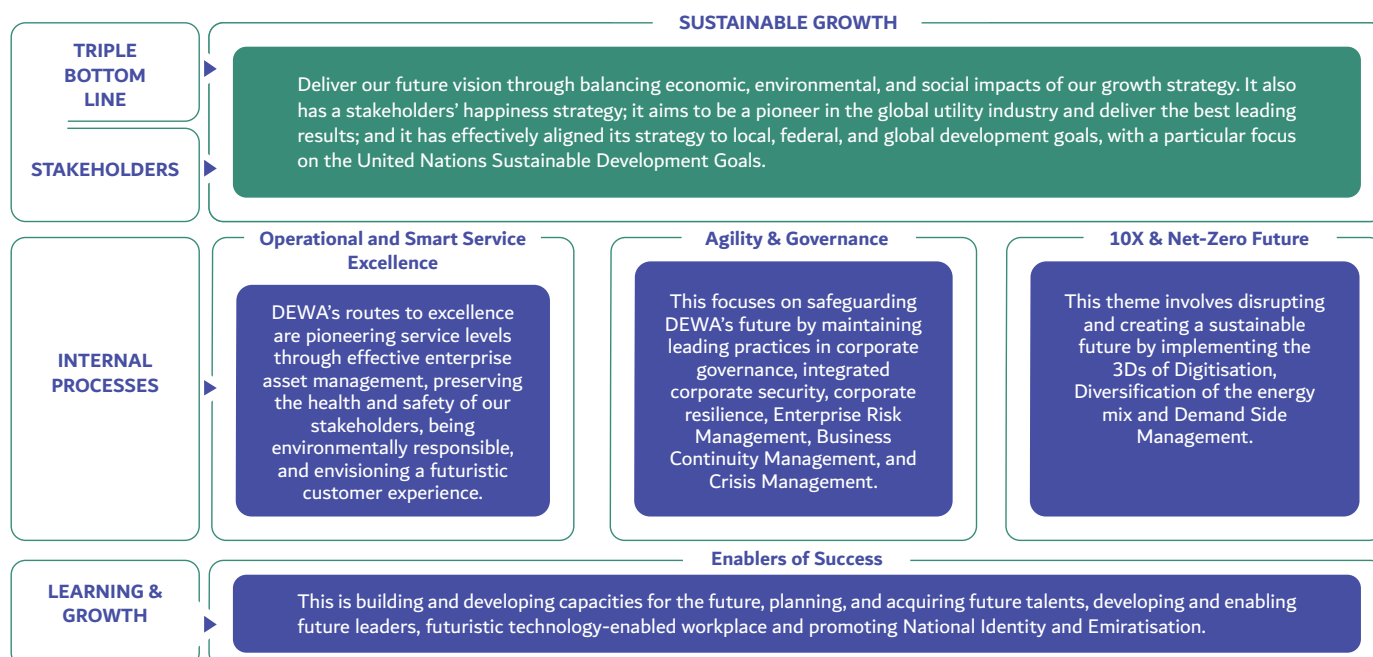 SUSTAINABLE GROWTH
TRIPLE
BOTTOM
LINE
STAKEHOLDERS
Deliver our future vision through balancing economic, environmental, and social impacts of our growth strategy. It also
has a stakeholders’ happiness strategy; it aims to be a pioneer in the global utility industry and deliver the best leading
results; and it has effectively aligned its strategy to local, federal, and global development goals, with a particular focus
on the United Nations Sustainable Development Goals.
INTERNAL
PROCESSES
Operational and Smart Service
Excellence
DEWA’s routes to excellence
are pioneering service levels
through effective enterprise
asset management, preserving
the health and safety of our
stakeholders, being
environmentally responsible,
and envisioning a futuristic
customer experience.
Agility & Governance
This focuses on safeguarding
DEWA’s future by maintaining
leading practices in corporate
governance, integrated
corporate security, corporate
resilience, Enterprise Risk
Management, Business
Continuity Management, and
Crisis Management.
10X & Net-Zero Future
This theme involves disrupting
and creating a sustainable
future by implementing the
3Ds of Digitisation,
Diversification of the energy
mix and Demand Side
Management.
LEARNING &
GROWTH
Enablers of Success
This is building and developing capacities for the future, planning, and acquiring future talents, developing and enabling
future leaders, futuristic technology-enabled workplace and promoting National Identity and Emiratisation.